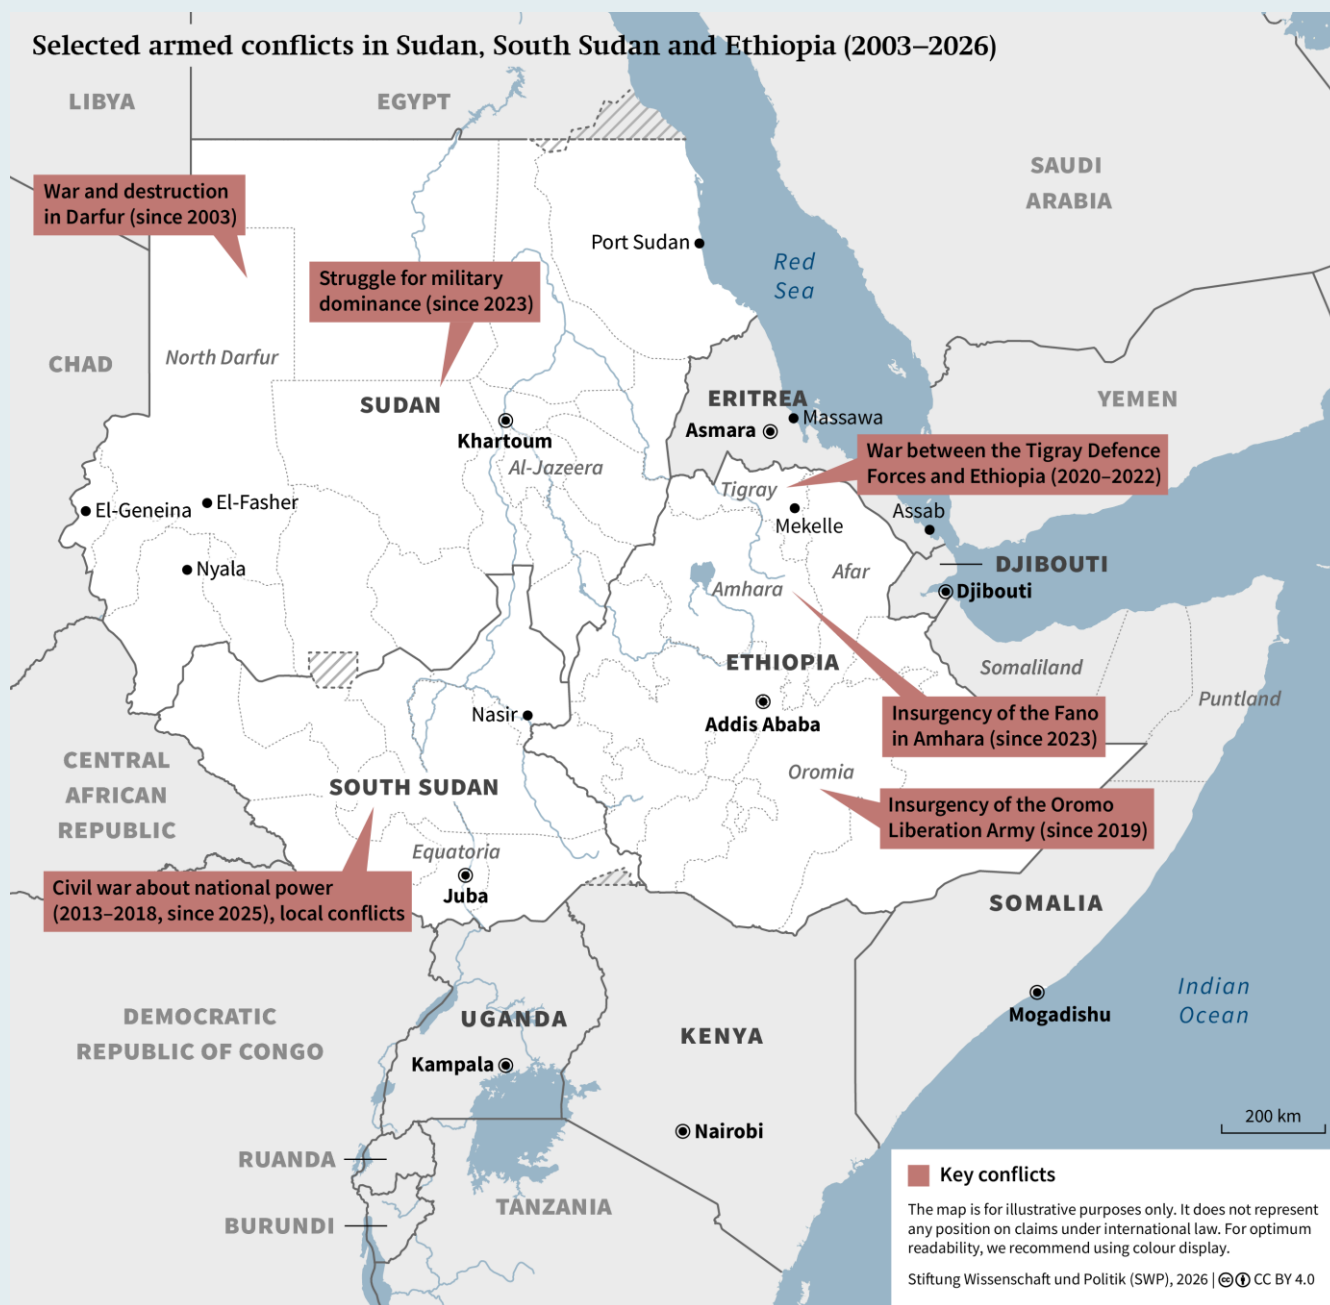 Selected armed conflicts in Sudan, South Sudan and Ethiopia (2003–2026)
LIBYA
EGYPT
SAUDI
ARABIA
War and destruction
in Darfur (since 2003)
Port Sudan
Red
Sea
Struggle for military
dominance (since 2023)
CHAD
North Darfur
SUDAN
ERITREA
YEMEN
Massawa
Asmara
Khartoum
Al-Jazeera
War between the Tigray Defence
Forces and Ethiopia (2020–2022)
Tigray
El-Geneina
El-Fasher
Mekelle
Assab
Nyala
Afar
DJIBOUTI
Amhara
Djibouti
ETHIOPIA
Somaliland
Puntland
Nasir
Addis Ababa
Insurgency of the Fano
in Amhara (since 2023)
CENTRAL
AFRICAN
REPUBLIC
SOUTH SUDAN
Oromia
Insurgency of the Oromo
Liberation Army (since 2019)
Equatoria
Juba
Civil war about national power
(2013–2018, since 2025), local conflicts
SOMALIA
Mogadishu
Indian
Ocean
DEMOCRATIC
REPUBLIC OF CONGO
UGANDA
KENYA
Kampala
Nairobi
200 km
RUANDA
BURUNDI
TANZANIA
Key conflicts
The map is for illustrative purposes only. It does not represent
any position on claims under international law. For optimum
readability, we recommend using colour display.
Stiftung Wissenschaft und Politik (SWP), 2026 | CC BY 4.0